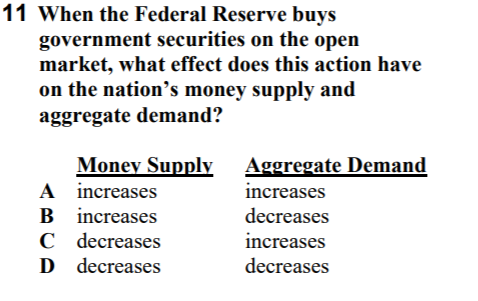 11 When the Federal Reserve buys
government securities on the open
market, what effect does this action have
on the nation's money supply and
aggregate demand?
Money Supply Aggregate Demand
A increases increases
B increases decreases
C decreases increases
D decreases decreases